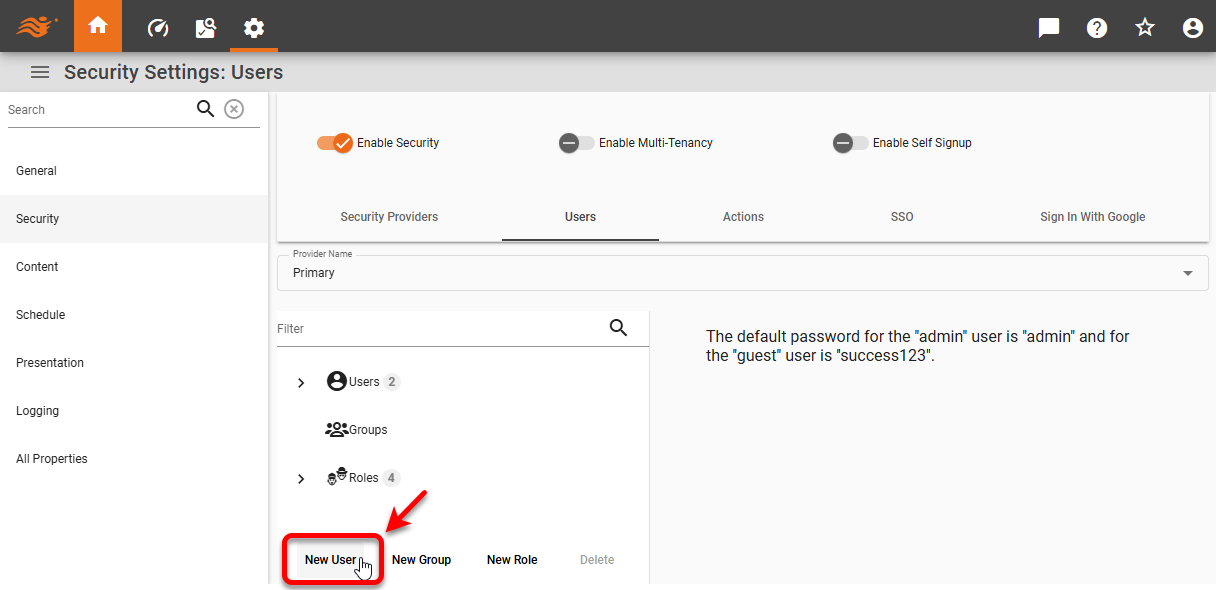 Security Settings: Users
Search
General
Security
Content
Schedule
Presentation
Logging
All Properties
Enable Security
Enable Multi-Tenancy
Enable Self Signup
Security Providers
Users
Actions
SSO
Sign In With Google
Provider Name
Primary
Filter
Users 2
Groups
Roles 4
New User
New Group
New Role
Delete
The default password for the "admin" user is "admin" and for
the "guest" user is "success123".